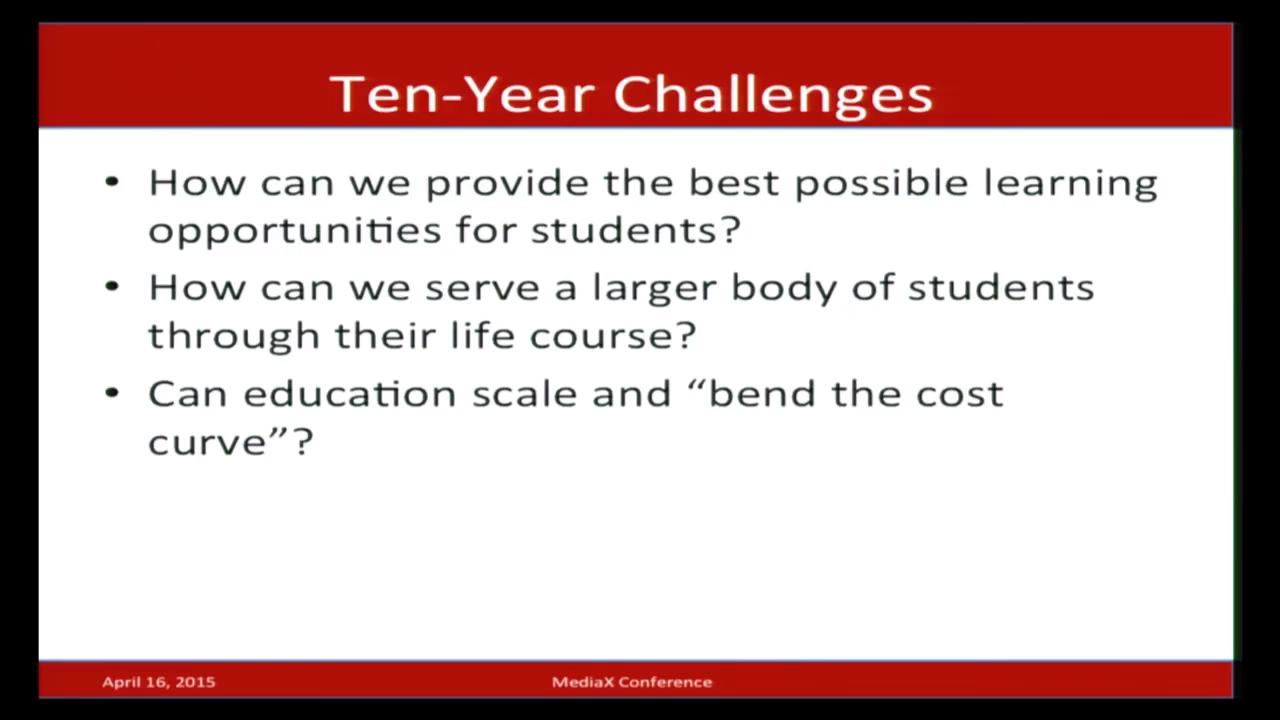 Ten-Year Challenges
• How can we provide the best possible learning
opportunities for students?
• How can we serve a larger body of students
through their life course?
• Can education scale and “bend the cost
curve”?
April 16, 2015
MediaX Conference